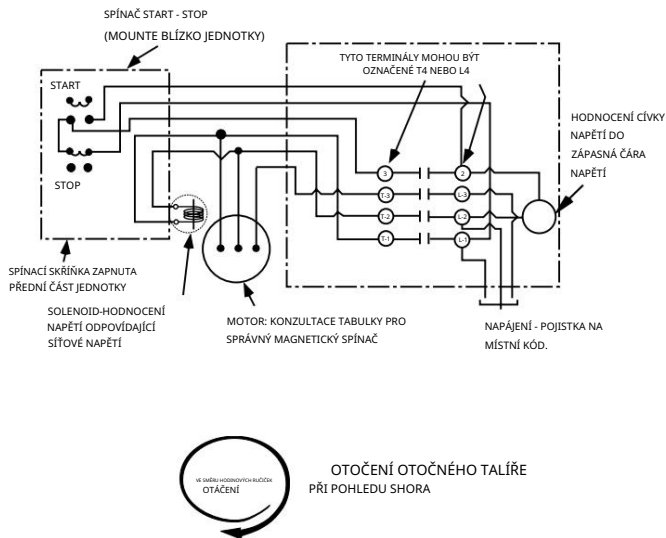 SPÍNAČ START - STOP
(MOUNTE BLÍZKO JEDNOTKY)
TYTO TERMINÁLY MOHOU BÝT
OZNAČENÉ T4 NEBO L4
START
STOP
HODNOCENÍ CÍVKY
NAPĚTÍ DO
ZÁPASNÁ ČÁRA
NAPĚTÍ
3
2
T-3
L-3
T-2
L-2
T-1
L-1
SPÍNACÍ SKŘÍŇKA ZAPNUTA
PŘEDNÍ ČÁST JEDNOTKY
SOLENOID-HODNOCENÍ
NAPĚTÍ ODPOVÍDAJÍCÍ
SÍŤOVÉ NAPĚTÍ
MOTOR: KONZULTACE TABULKY PRO
SPRÁVNÝ MAGNETICKÝ SPÍNAČ
NAPÁJENÍ - POJISTKA NA
MÍSTNÍ KÓD.
VE SMĚRU HODINOVÝCH RUČIČEK
OTÁČENÍ
OTOČENÍ OTOČNÉHO TALÍŘE
PŘI POHLEDU SHORA